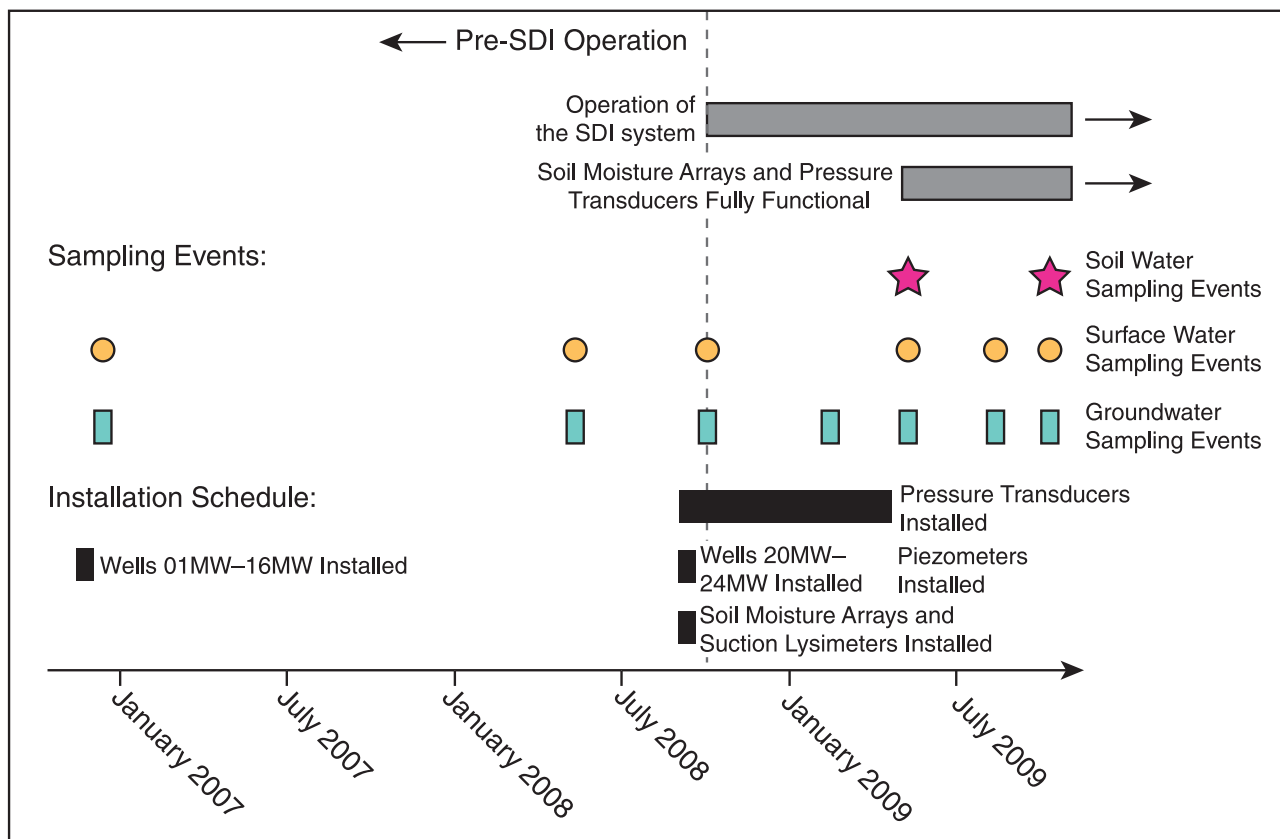 Pre-SDI Operation
Operation of
the SDI system
Soil Moisture Arrays and Pressure
Transducers Fully Functional
Sampling Events:
Soil Water
Sampling Events
Surface Water
Sampling Events
Groundwater
Sampling Events
Installation Schedule:
Pressure Transducers
Installed
Wells 01MW–16MW Installed
Wells 20MW–
24MW Installed
Piezometers
Installed
Soil Moisture Arrays and
Suction Lysimeters Installed
January 2007
July 2007
January 2008
July 2008
January 2009
July 2009